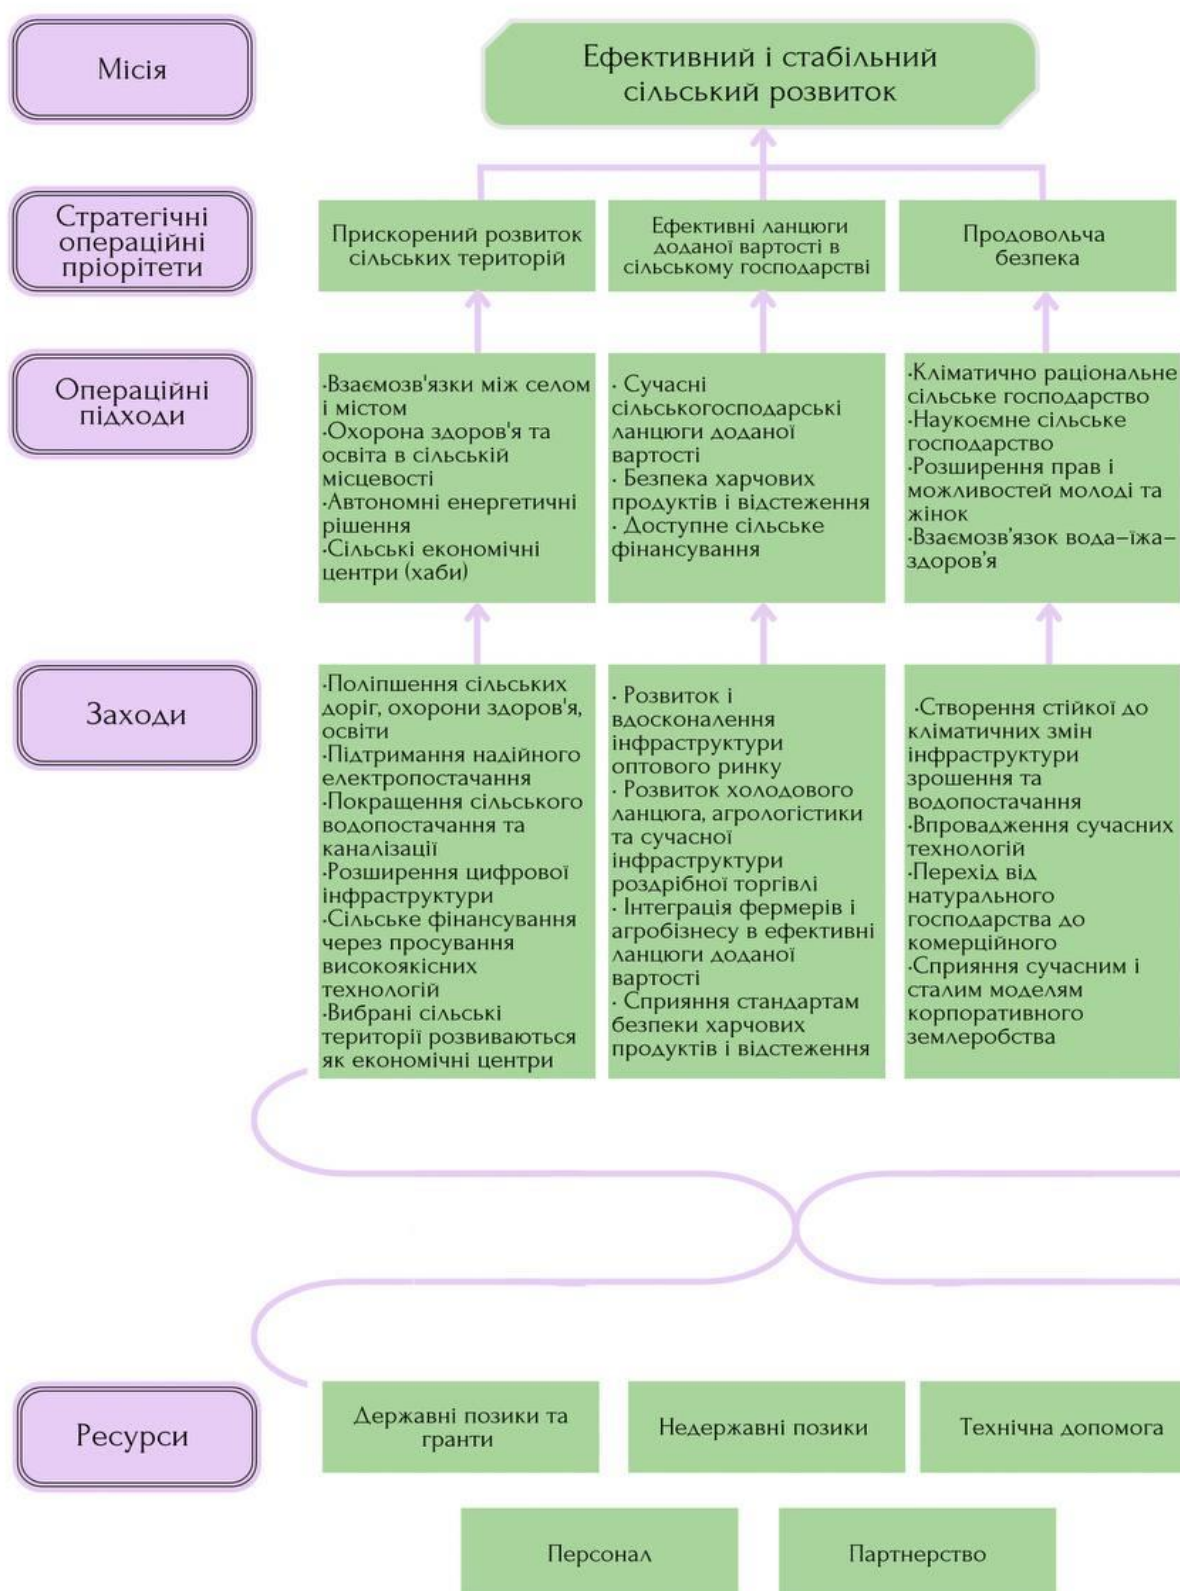 Місія
Ефективний і стабільний
сільський розвиток
Стратегічні
операційні
пріоритети
Прискорений розвиток
сільських територій
Ефективні ланцюги
доданої вартості в
сільському господарстві
Продовольча
безпека
Операційні
підходи
·Взаємозв'язки між селом
і містом
·Охорона здоров'я та
освіта в сільській
місцевості
·Автономні енергетичні
рішення
·Сільські економічні
центри (хаби)
· Сучасні
сільськогосподарські
ланцюги доданої
вартості
· Безпека харчових
продуктів і відстеження
· Доступне сільське
фінансування
·Кліматично раціональне
сільське господарство
·Наукоємне сільське
господарство
·Розширення прав і
можливостей молоді та
жінок
·Взаємозв’язок вода–їжа–
здоров’я
Заходи
·Поліпшення сільських
доріг, охорони здоров'я,
освіти
·Підтримання надійного
електропостачання
·Покращення сільського
водопостачання та
каналізації
·Розширення цифрової
інфраструктури
·Сільське фінансування
через просування
високоякісних
технологій
·Вибрані сільські
території розвиваються
як економічні центри
· Розвиток і
вдосконалення
інфраструктури
оптового ринку
· Розвиток холодового
ланцюга, агрологістики
та сучасної
інфраструктури
роздрібної торгівлі
· Інтеграція фермерів і
агробізнесу в ефективні
ланцюги доданої
вартості
· Сприяння стандартам
безпеки харчових
продуктів і відстеження
·Створення стійкої до
кліматичних змін
інфраструктури
зрошення та
водопостачання
·Впровадження сучасних
технологій
·Перехід від
натурального
господарства до
комерційного
·Сприяння сучасним і
сталим моделям
корпоративного
землеробства
Ресурси
Державні позики та
гранти
Недержавні позики
Технічна допомога
Персонал
Партнерство